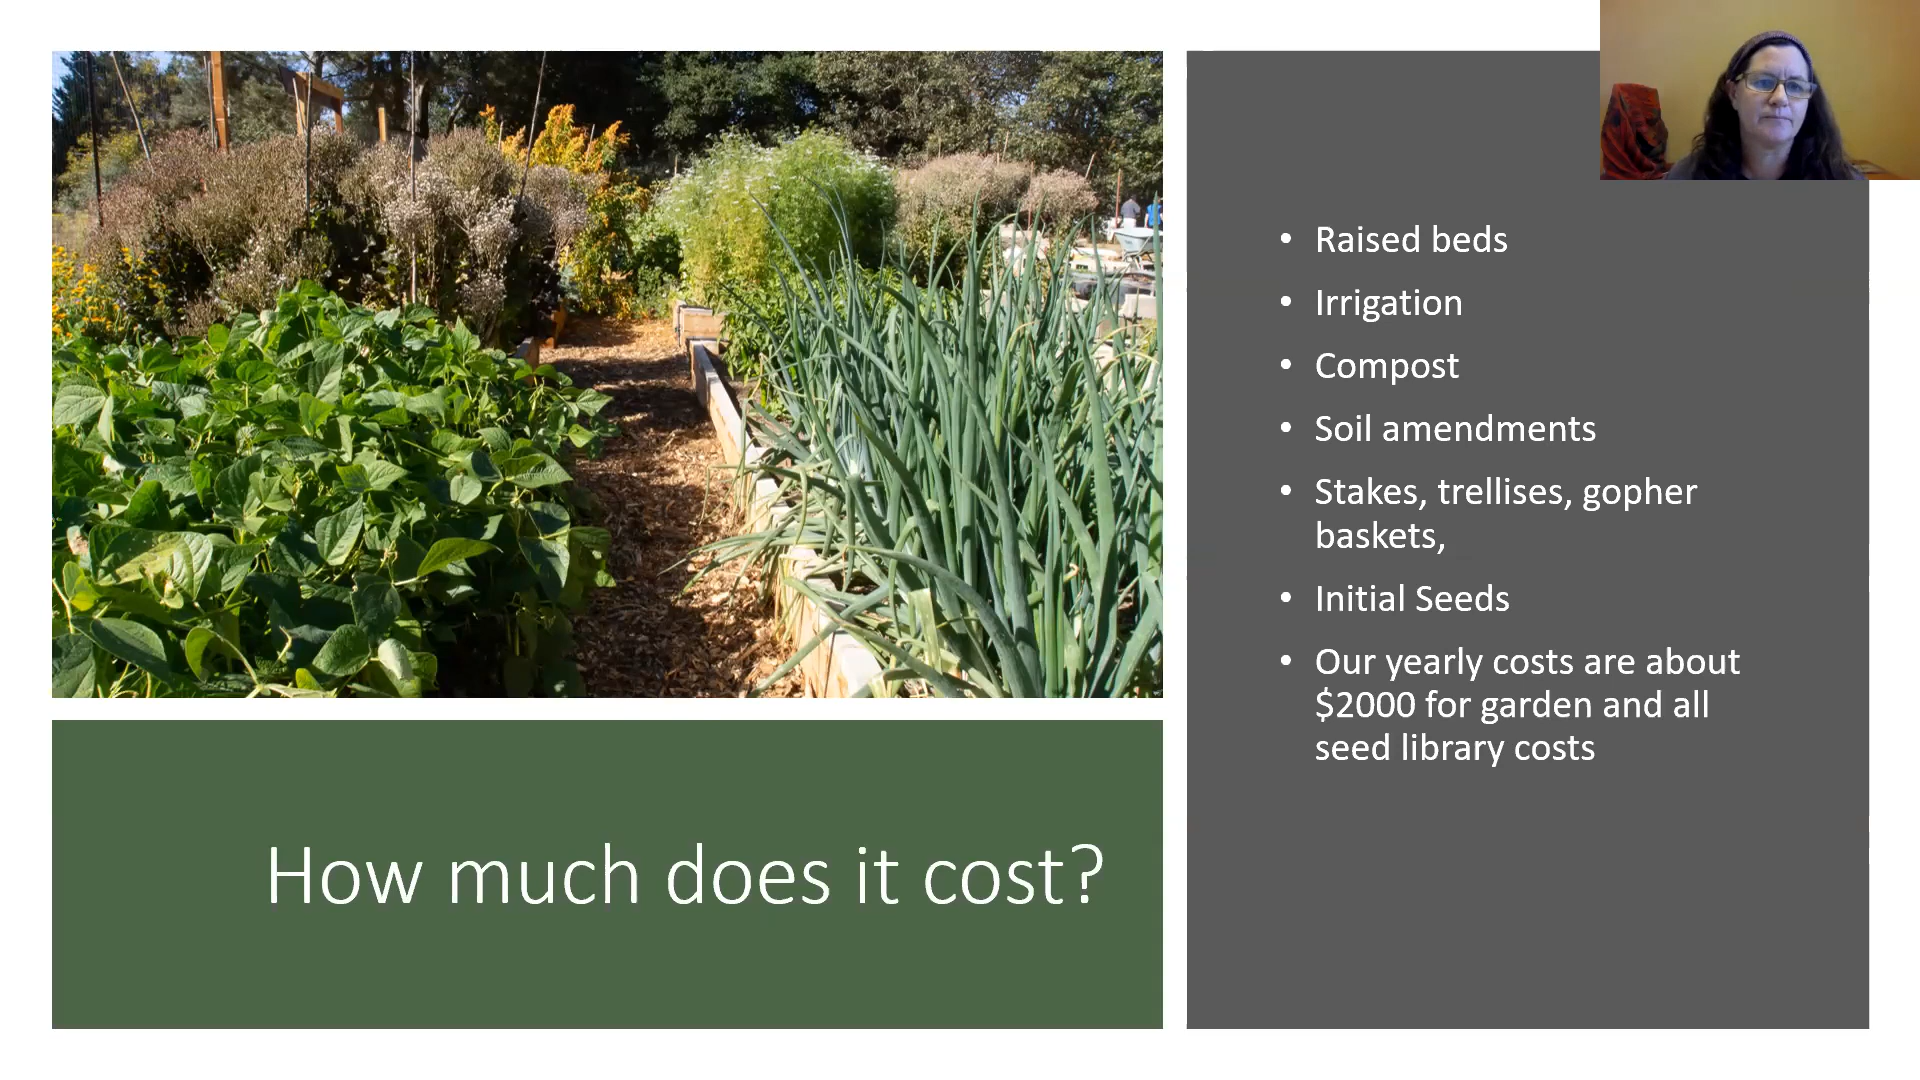 • Raised beds
• Irrigation
• Compost
• Soil amendments
• Stakes, trellises, gopher
baskets,
• Initial Seeds
• Our yearly costs are about
$2000 for garden and all
seed library costs
How much does it cost?